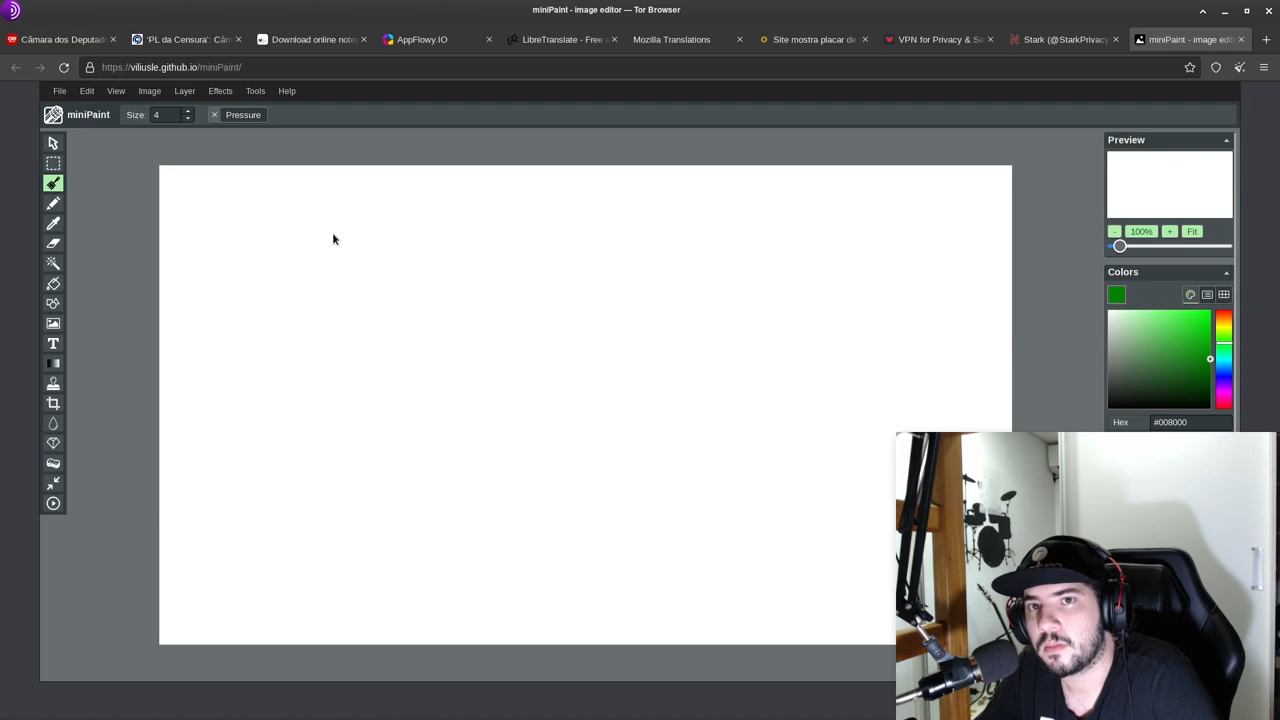 miniPaint - image editor — Tor Browser
Câmara dos Deputad
'PL da Censura': Câm
Download online note
AppFlowy.IO
LibreTranslate - Free a
Mozilla Translations
Site mostra placar de
VPN for Privacy & Se
Stark (@StarkPrivacy
miniPaint - image edit
https://viliusle.github.io/miniPaint/
File Edit View Image Layer Effects Tools Help
miniPaint Size: 4 Pressure
Preview
- 100% + Fit
Colors
Hex #008000